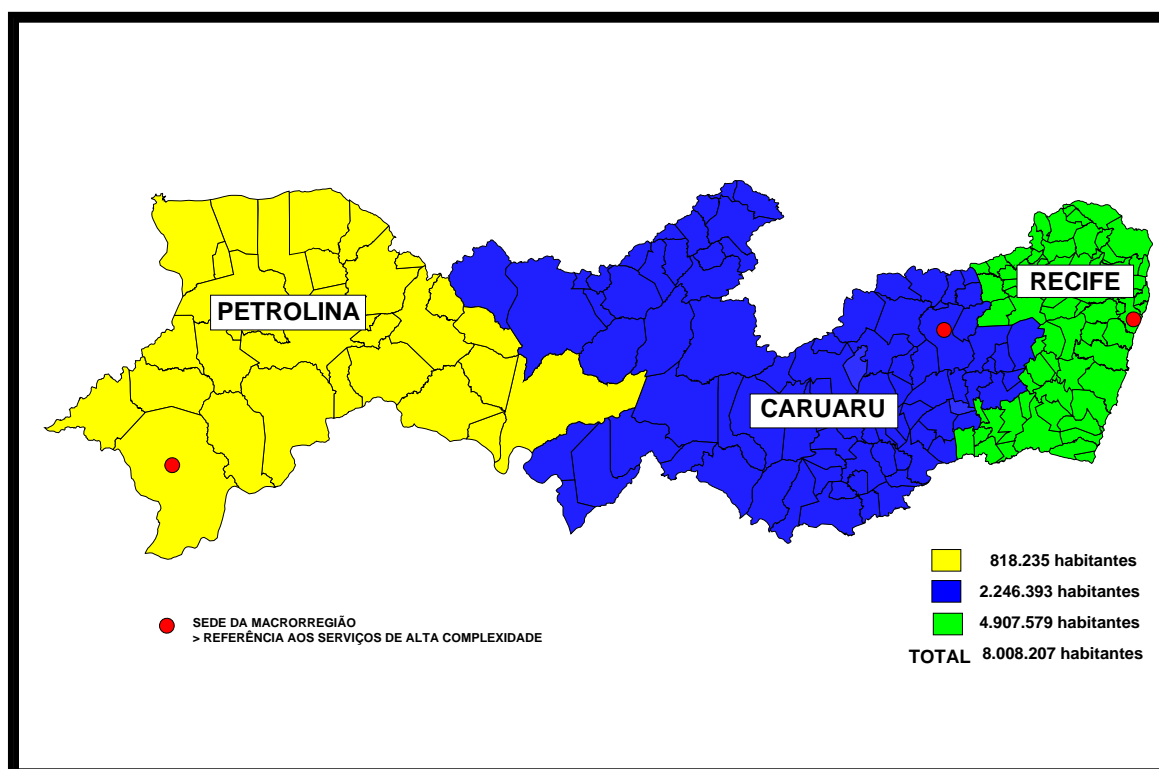 RECIFE
PETROLINA
CARUARU
818.235 habitantes
2.246.393 habitantes
4.907.579 habitantes
TOTAL 8.008.207 habitantes
SEDE DA MACRORREGIÃO
> REFERÊNCIA AOS SERVIÇOS DE ALTA COMPLEXIDADE